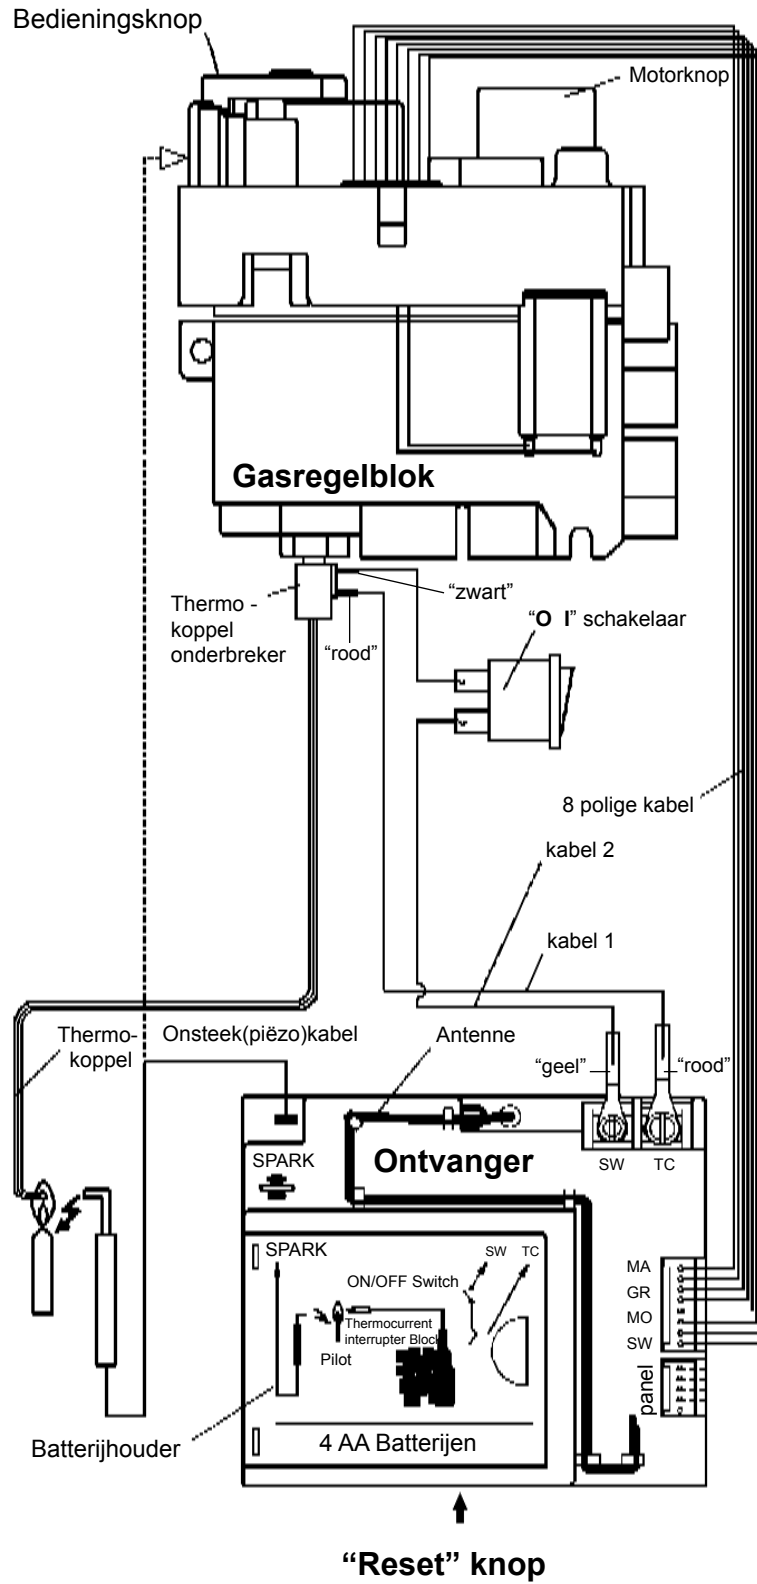 Bedieningsknop
Motorknop
Gasregelblok
Thermo -
koppel
onderbreker
“zwart”
“rood”
“O I” schakelaar
8 polige kabel
kabel 2
kabel 1
Thermo-
koppel
Onsteek(piëzo)kabel
Antenne
“geel”
“rood”
SPARK
Ontvanger
SW
TC
SPARK
SW
TC
ON/OFF Switch
Thermocurrent
interrupter Block
Pilot
MA
GR
MO
SW
panel
Batterijhouder
4 AA Batterijen
“Reset” knop